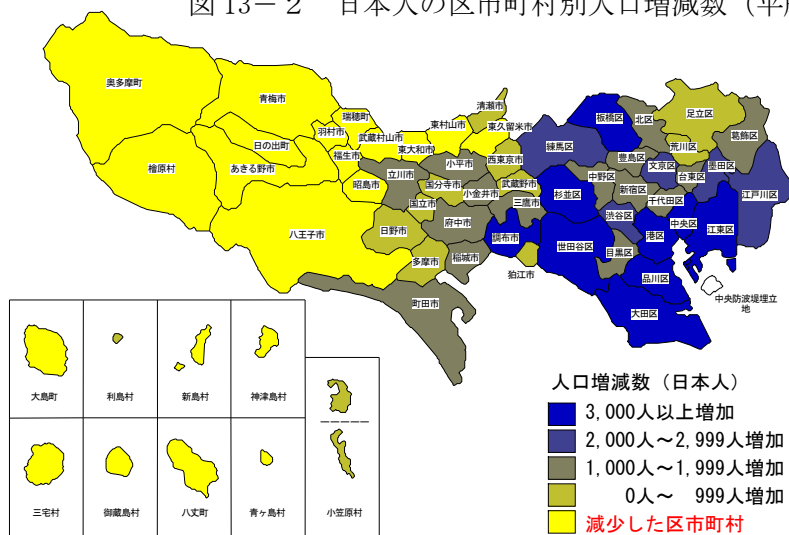 図13－2　日本人の区市町村別人口増減数（平
奥多摩町
青梅市
瑞穂町
羽村市
日の出町
福生市
武蔵村山市
東大和市
東村山市
清瀬市
東久留米市
檜原村
あきる野市
昭島市
立川市
小平市
西東京市
国分寺市
小金井市
武蔵野市
国立市
三鷹市
八王子市
日野市
府中市
調布市
多摩市
稲城市
狛江市
町田市
板橋区
北区
足立区
練馬区
豊島区
荒川区
葛飾区
文京区
台東区
墨田区
中野区
新宿区
千代田区
江戸川区
杉並区
渋谷区
中央区
港区
江東区
世田谷区
目黒区
品川区
大田区
中央防波堤埋立
地
大島町
利島村
新島村
神津島村
三宅村
御蔵島村
八丈町
青ヶ島村
小笠原村
人口増減数（日本人）
3,000人以上増加
2,000人～2,999人増加
1,000人～1,999人増加
0人～　999人増加
減少した区市町村